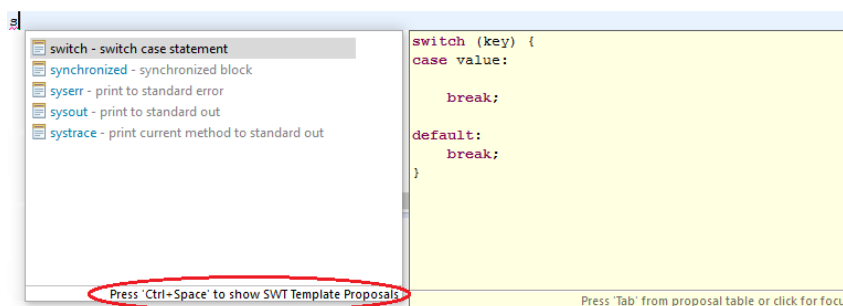 s
switch - switch case statement
synchronized - synchronized block
syserr - print to standard error
sysout - print to standard out
systrace - print current method to standard out
Press 'Ctrl+Space' to show SWT Template Proposals
switch (key) {
case value:
break;
default:
break;
}
Press 'Tab' from proposal table or click for focu